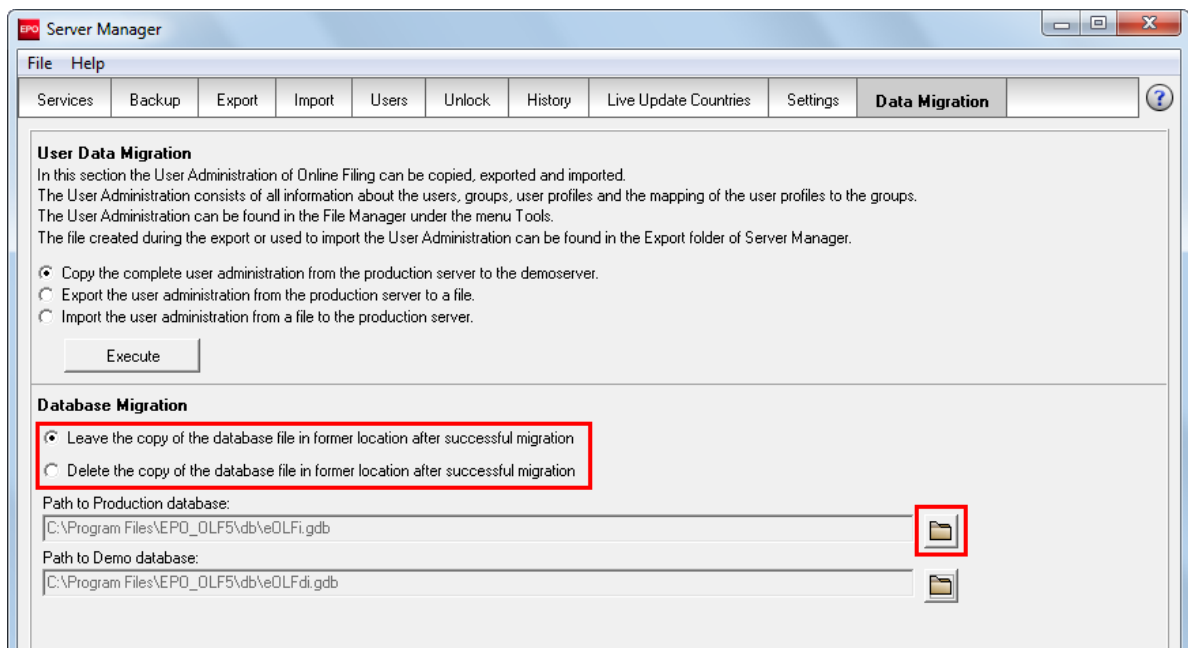 EPO Server Manager
File Help
Services Backup Export Import Users Unlock History Live Update Countries Settings Data Migration ?
User Data Migration
In this section the User Administration of Online Filing can be copied, exported and imported.
The User Administration consists of all information about the users, groups, user profiles and the mapping of the user profiles to the groups.
The User Administration can be found in the File Manager under the menu Tools.
The file created during the export or used to import the User Administration can be found in the Export folder of Server Manager.
Copy the complete user administration from the production server to the demoserver.
Export the user administration from the production server to a file.
Import the user administration from a file to the production server.
Execute
Database Migration
Leave the copy of the database file in former location after successful migration
Delete the copy of the database file in former location after successful migration
Path to Production database:
C:\Program Files\EPO_OLF5\db\eOLFi.gdb
Path to Demo database:
C:\Program Files\EPO_OLF5\db\eOLFdi.gdb